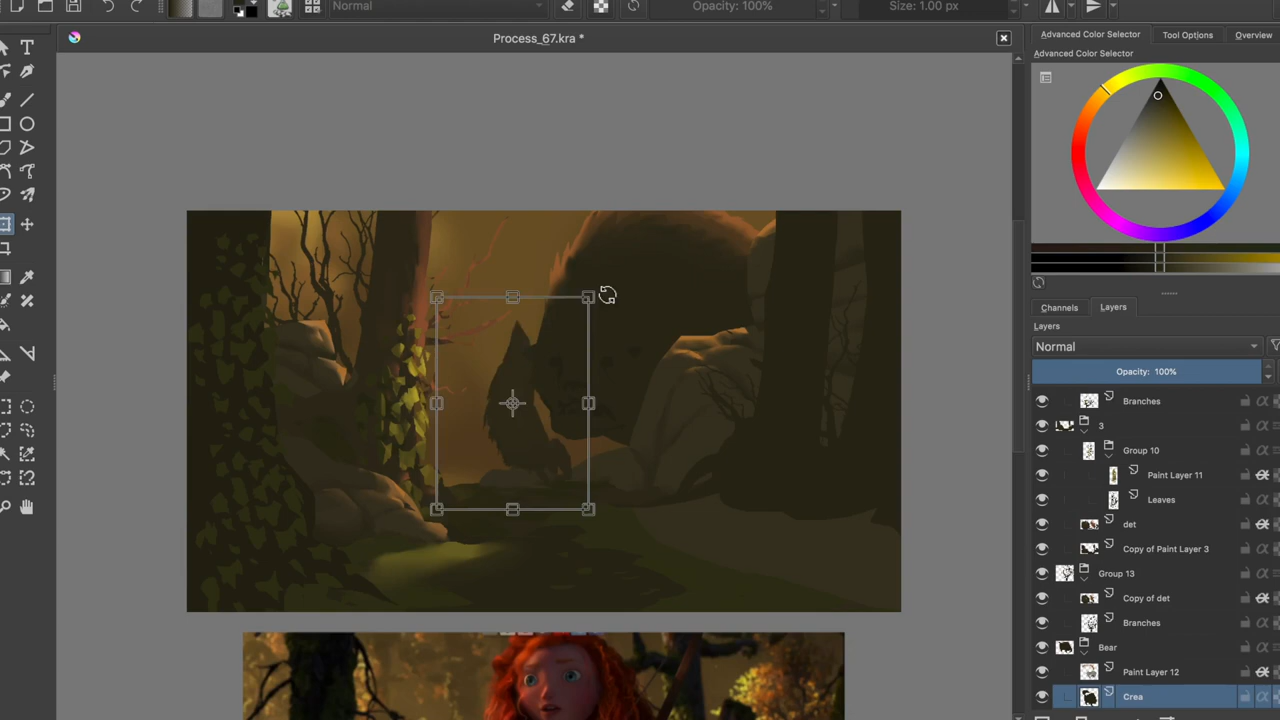 Normal
Opacity: 100%
Size: 1.00 px
Process_67.kra *
Advanced Color Selector
Tool Options
Overview
Advanced Color Selector
Channels
Layers
Layers
Normal
Opacity: 100%
Branches
3
Group 10
Paint Layer 11
Leaves
det
Copy of Paint Layer 3
Group 13
Copy of det
Branches
Bear
Paint Layer 12
Crea